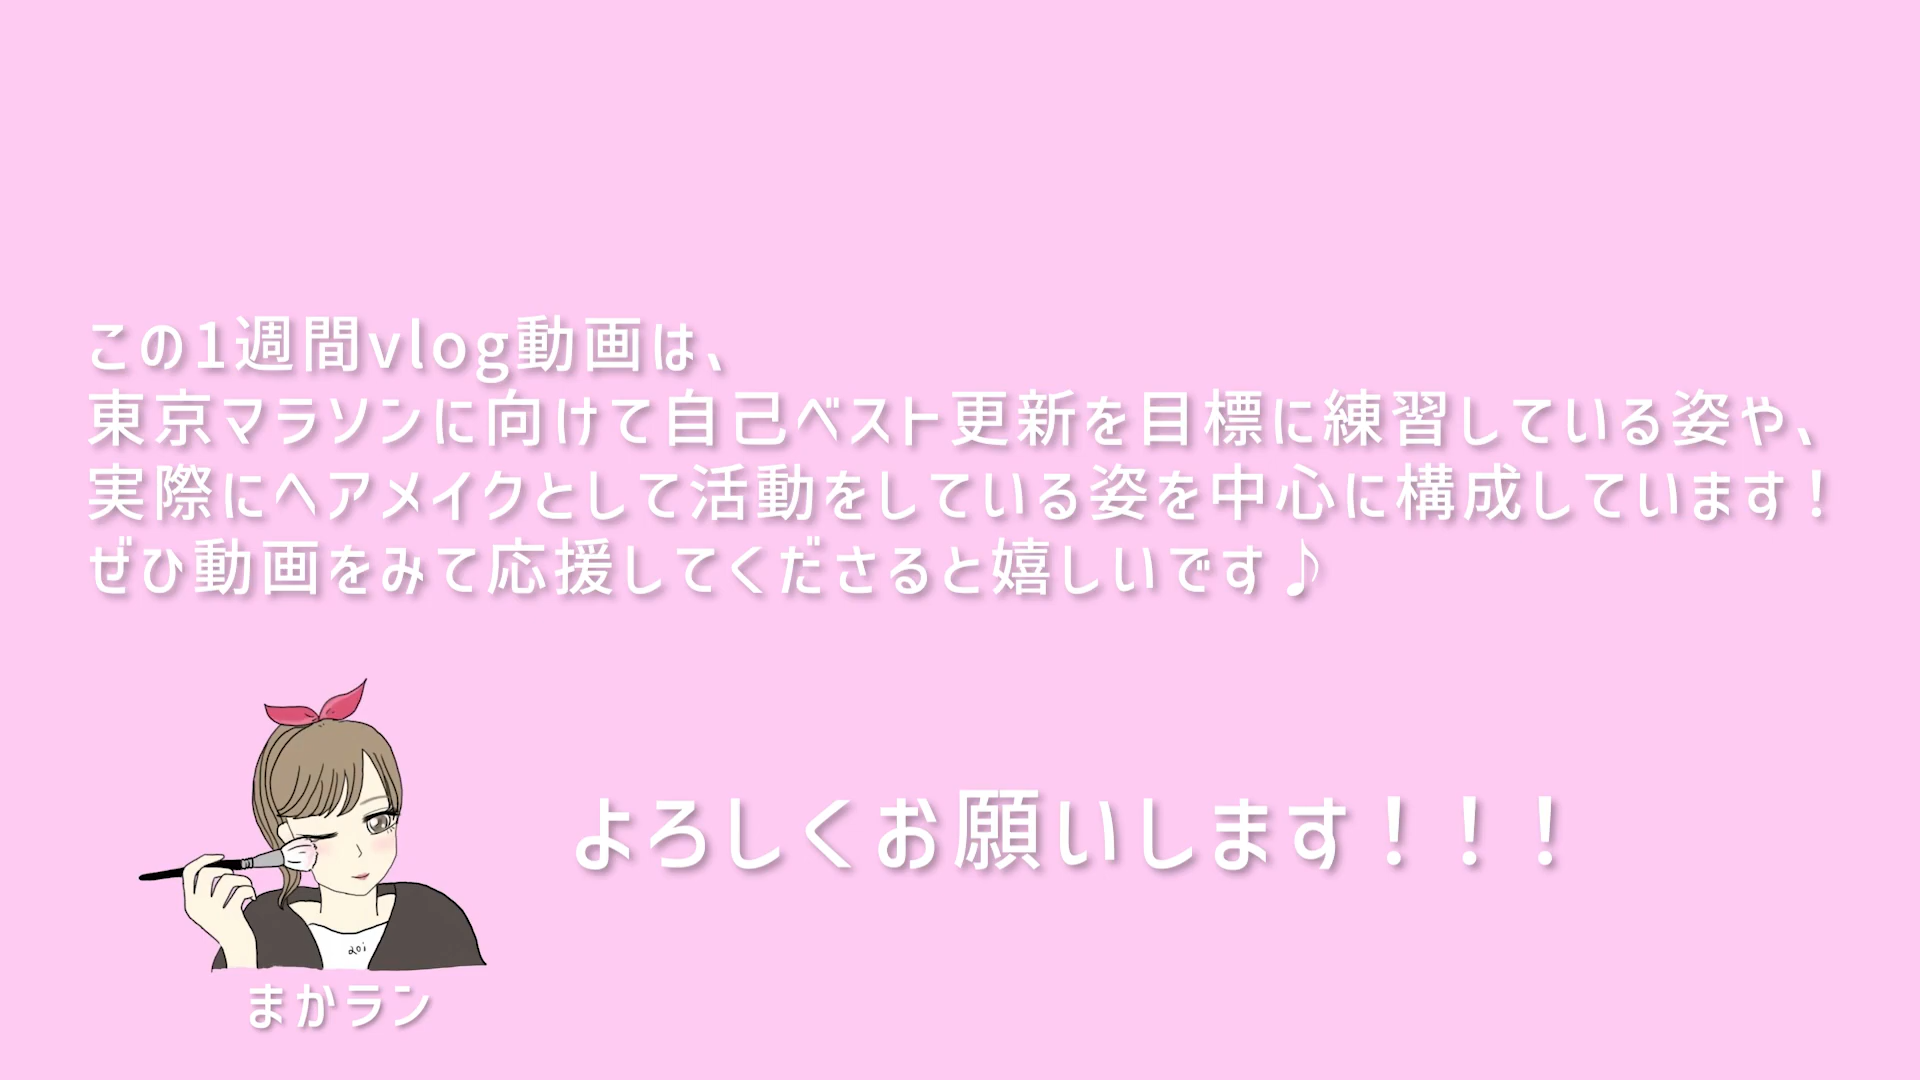 この1週間vlog動画は、
東京マラソンに向けて自己ベスト更新を目標に練習している姿や、
実際にヘアメイクとして活動をしている姿を中心に構成しています！
ぜひ動画をみて応援してくださると嬉しいです♪
よろしくお願いします！！！
aoi
まかラン